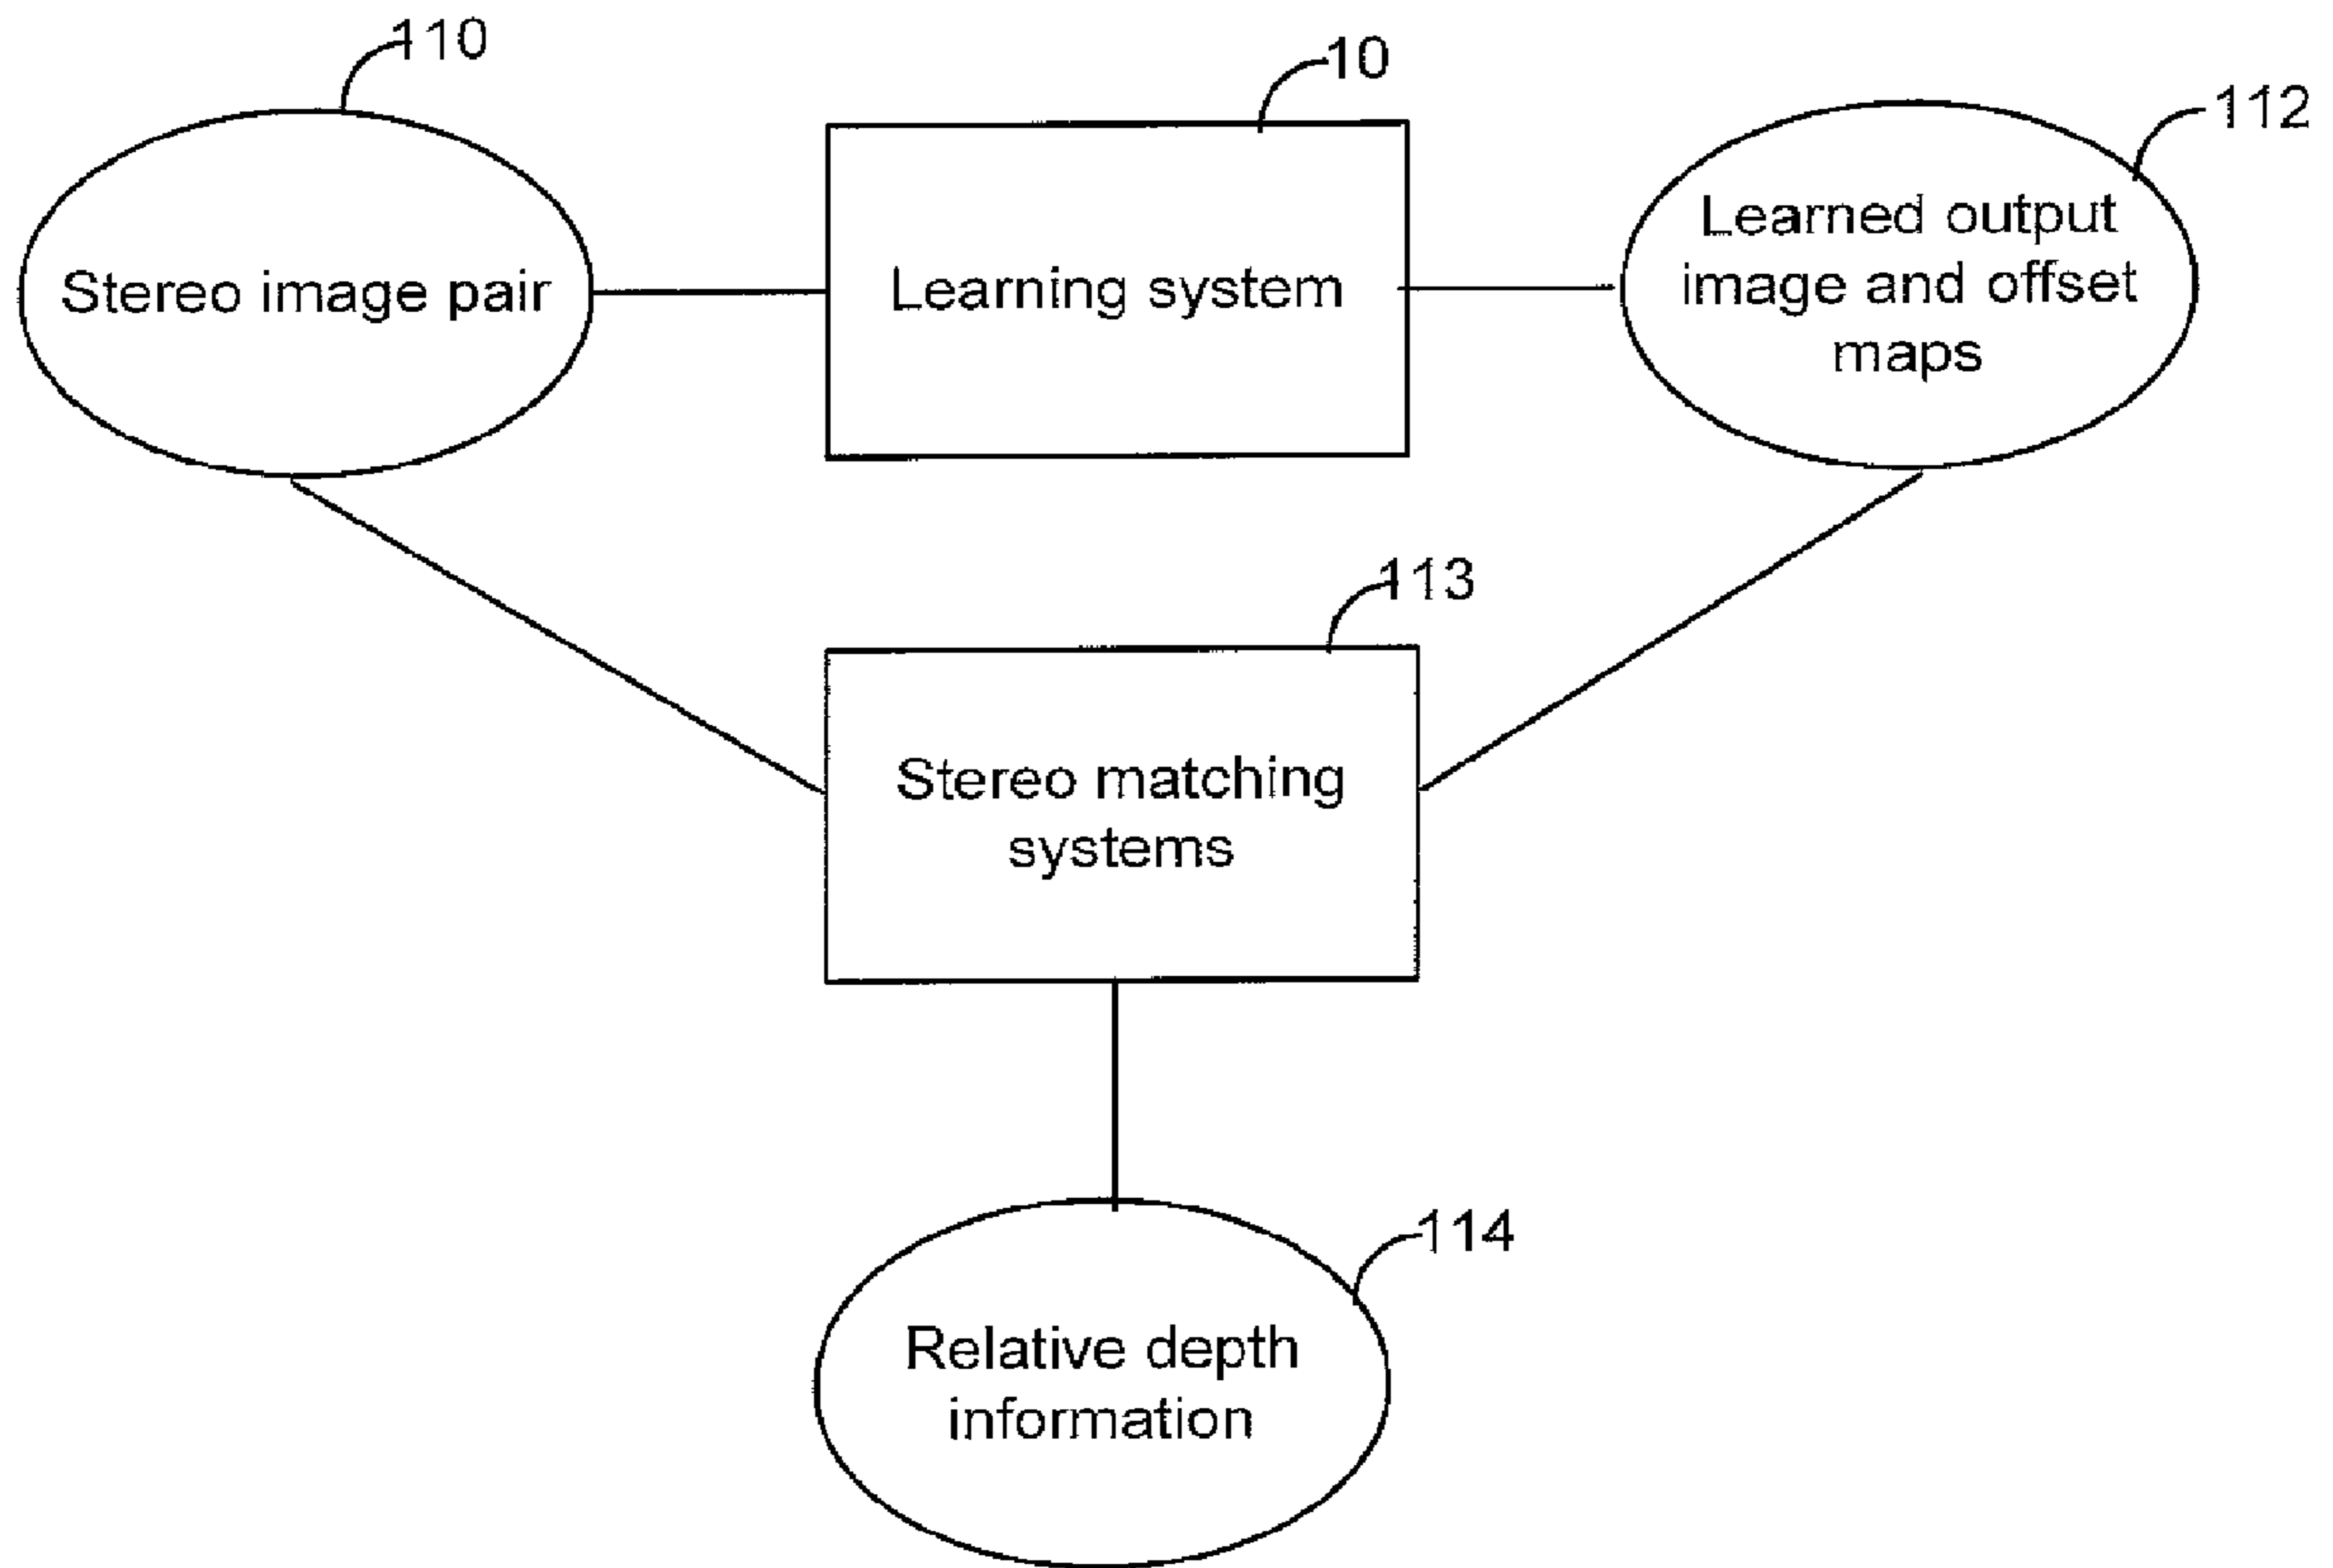 110
10
112
Stereo image pair
Learning system
Learned output
image and offset
maps
113
Stereo matching
systems
114
Relative depth
information